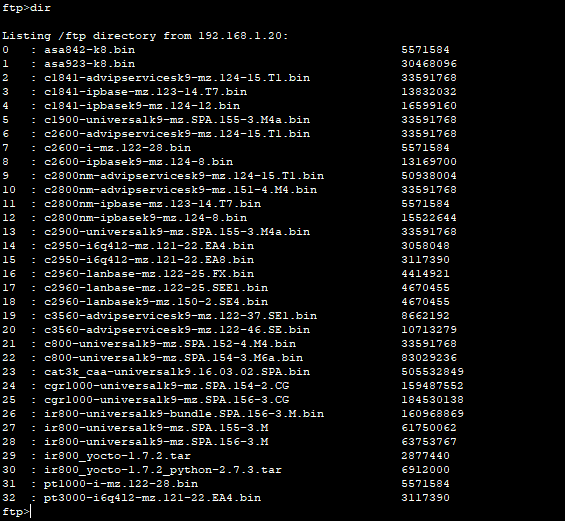 ftp>dir
Listing /ftp directory from 192.168.1.20:
0 : asa842-k8.bin 5571584
1 : asa923-k8.bin 30468096
2 : c1841-advipservicesk9-mz.124-15.T1.bin 33591768
3 : c1841-ipbase-mz.123-14.T7.bin 13832032
4 : c1841-ipbasek9-mz.124-12.bin 16599160
5 : c1900-universalk9-mz.SPA.155-3.M4a.bin 33591768
6 : c2600-advipservicesk9-mz.124-15.T1.bin 33591768
7 : c2600-i-mz.122-28.bin 5571584
8 : c2600-ipbasek9-mz.124-8.bin 13169700
9 : c2800nm-advipservicesk9-mz.124-15.T1.bin 50938004
10 : c2800nm-advipservicesk9-mz.151-4.M4.bin 33591768
11 : c2800nm-ipbase-mz.123-14.T7.bin 5571584
12 : c2800nm-ipbasek9-mz.124-8.bin 15522644
13 : c2900-universalk9-mz.SPA.155-3.M4a.bin 33591768
14 : c2950-i6q4l2-mz.121-22.EA4.bin 3058048
15 : c2950-i6q4l2-mz.121-22.EA8.bin 3117390
16 : c2960-lanbase-mz.122-25.FX.bin 4414921
17 : c2960-lanbase-mz.122-25.SEE1.bin 4670455
18 : c2960-lanbasek9-mz.150-2.SE4.bin 4670455
19 : c3560-advipservicesk9-mz.122-37.SE1.bin 8662192
20 : c3560-advipservicesk9-mz.122-46.SE.bin 10713279
21 : c800-universalk9-mz.SPA.152-4.M4.bin 33591768
22 : c800-universalk9-mz.SPA.154-3.M6a.bin 83029236
23 : cat3k_caa-universalk9.16.03.02.SPA.bin 505532849
24 : cgr1000-universalk9-mz.SPA.154-2.CG 159487552
25 : cgr1000-universalk9-mz.SPA.156-3.CG 184530138
26 : ir800-universalk9-bundle.SPA.156-3.M.bin 160968869
27 : ir800-universalk9-mz.SPA.155-3.M 61750062
28 : ir800-universalk9-mz.SPA.156-3.M 63753767
29 : ir800_yocto-1.7.2.tar 2877440
30 : ir800_yocto-1.7.2_python-2.7.3.tar 6912000
31 : pt1000-i-mz.122-28.bin 5571584
32 : pt3000-i6q4l2-mz.121-22.EA4.bin 3117390
ftp>